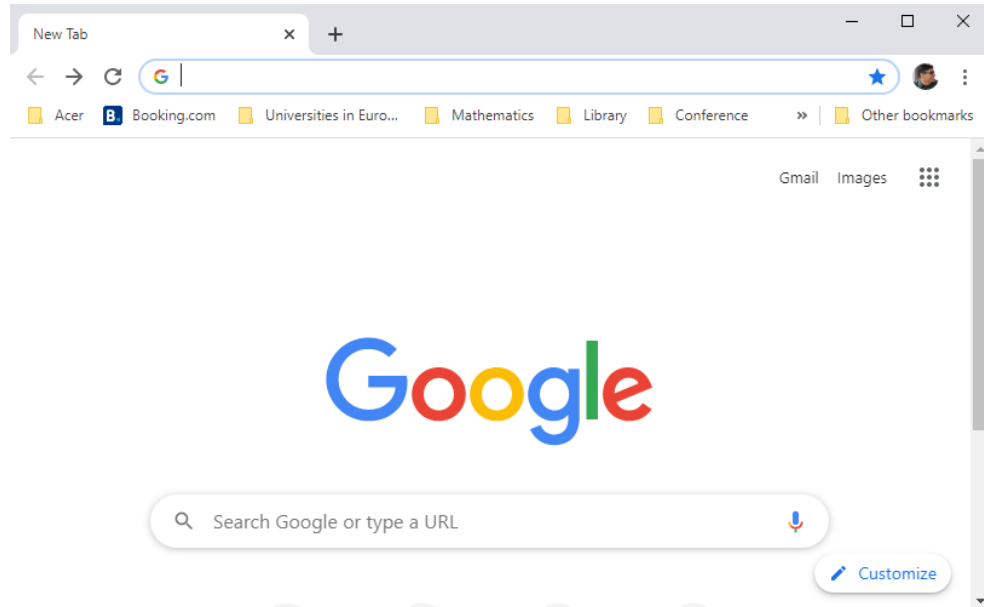 New Tab
G
Acer B. Booking.com Universities in Euro... Mathematics Library Conference » Other bookmarks
Gmail Images
Google
Search Google or type a URL
Customize